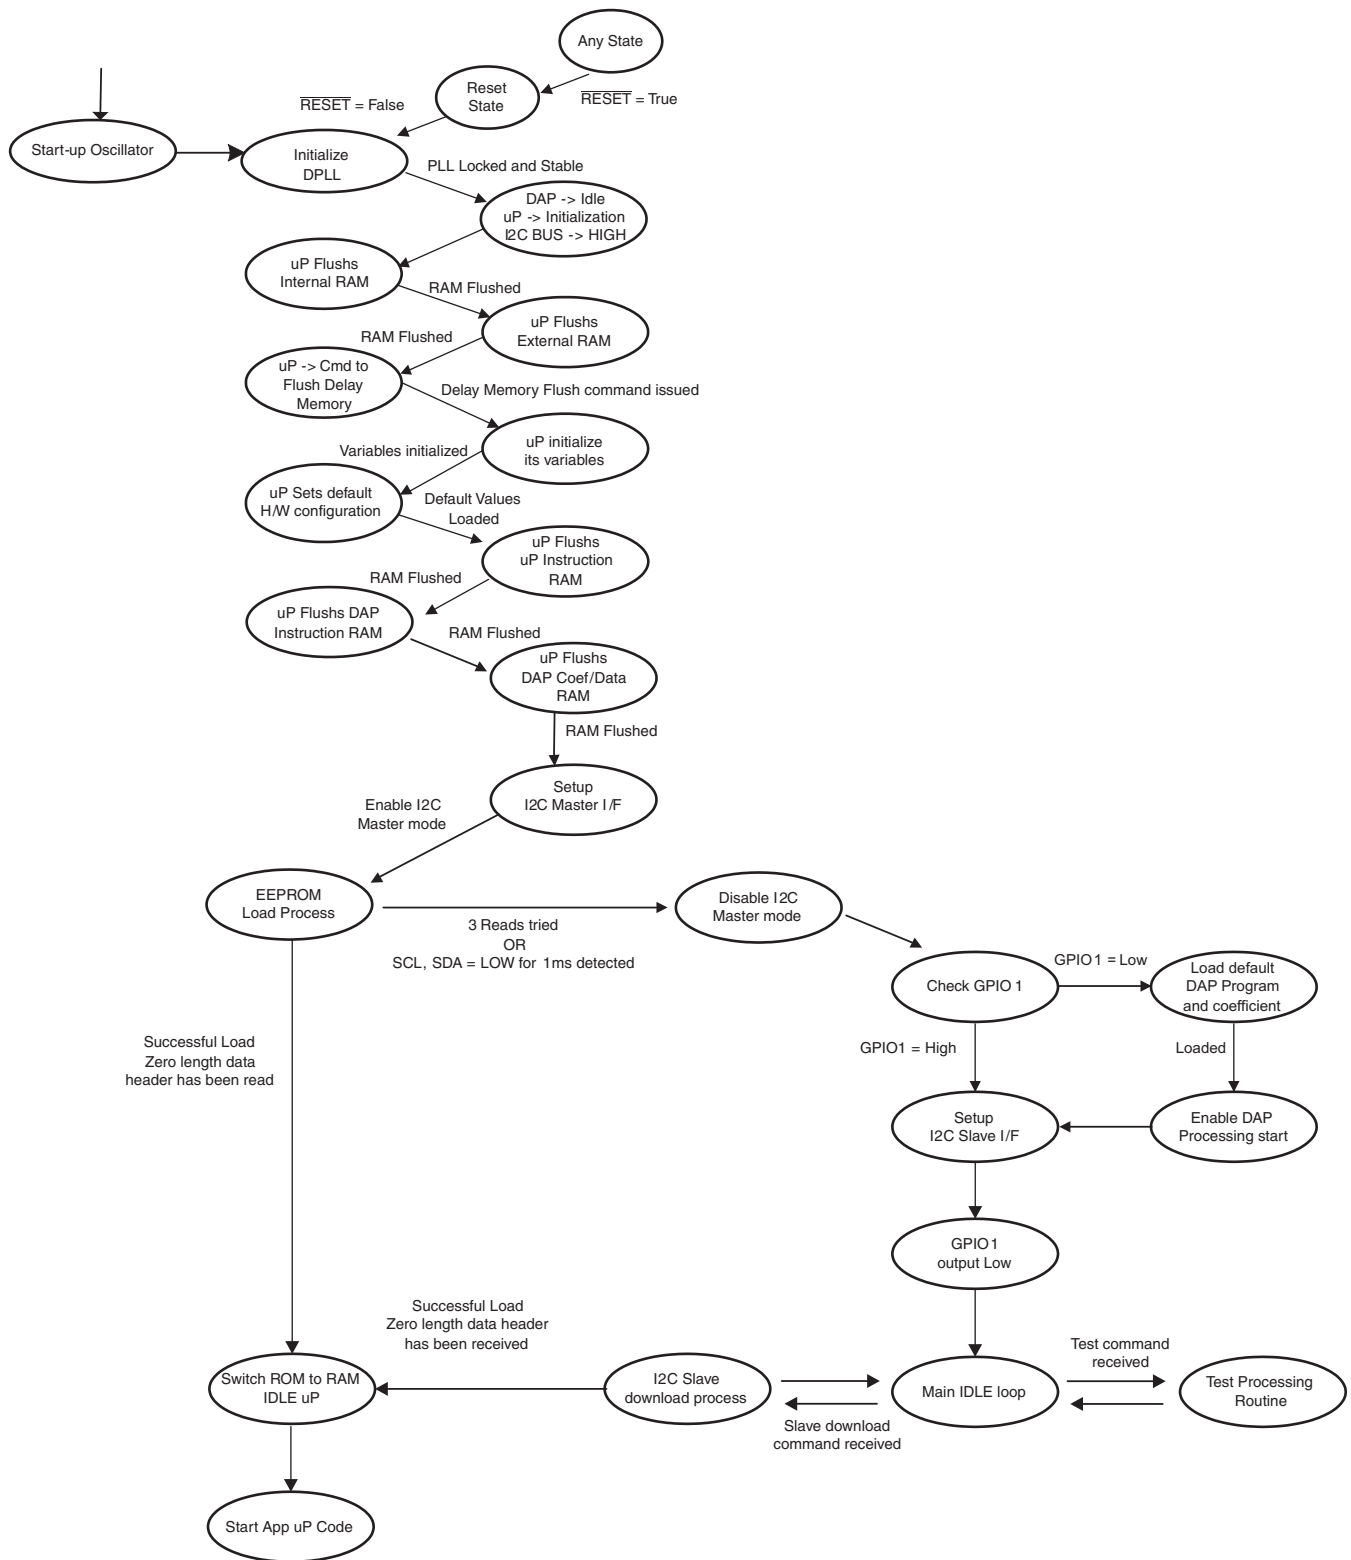 Any State
Reset
State
RESET = True
RESET = False
Start-up Oscillator
Initialize
DPLL
PLL Locked and Stable
DAP -> Idle
uP -> Initialization
I2C BUS -> HIGH
uP Flushs
Internal RAM
RAM Flushed
uP Flushs
External RAM
RAM Flushed
uP -> Cmd to
Flush Delay
Memory
Delay Memory Flush command issued
uP initialize
its variables
Variables initialized
uP Sets default
H/W configuration
Default Values
Loaded
uP Flushs
uP Instruction
RAM
RAM Flushed
uP Flushs DAP
Instruction RAM
RAM Flushed
uP Flushs
DAP Coef/Data
RAM
RAM Flushed
Setup
I2C Master I/F
Enable I2C
Master mode
EEPROM
Load Process
3 Reads tried
OR
SCL, SDA = LOW for 1ms detected
Disable I2C
Master mode
Check GPIO1
GPIO1 = Low
Load default
DAP Program
and coefficient
GPIO1 = High
Loaded
Successful Load
Zero length data
header has been read
Setup
I2C Slave I/F
Enable DAP
Processing start
GPIO1
output Low
Successful Load
Zero length data header
has been received
Test command
received
Switch ROM to RAM
IDLE uP
I2C Slave
download process
Main IDLE loop
Test Processing
Routine
Slave download
command received
Start App uP Code